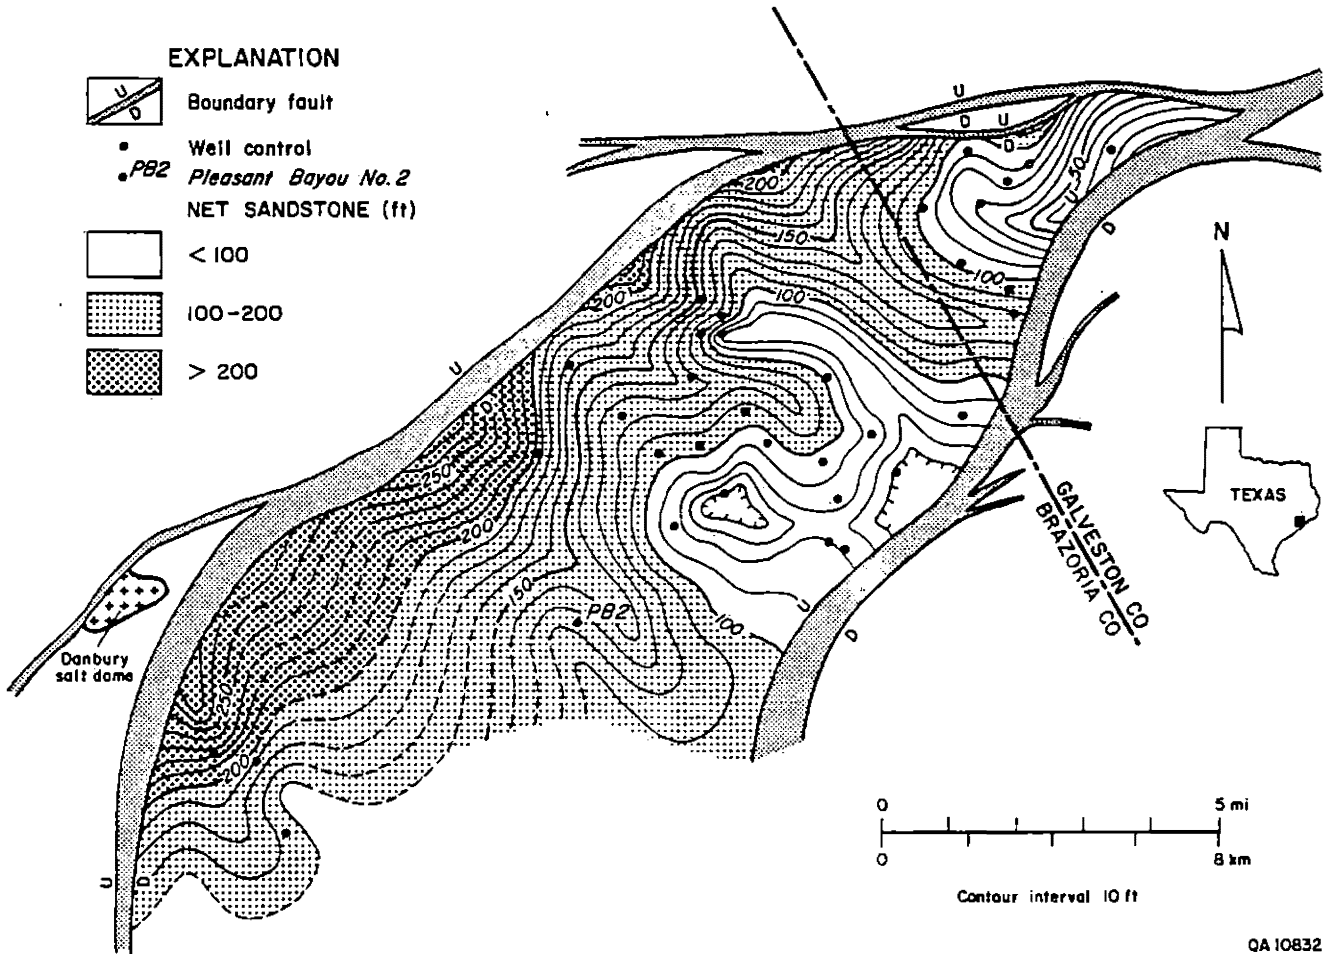 EXPLANATION
U
D
Boundary fault
Well control
PB2 Pleasant Bayou No. 2
NET SANDSTONE (ft)
< 100
100-200
> 200
U
D U
D
200
150
50
100
D
N
200
100
U
D
250
200
GALVESTON CO
BRAZORIA CO
TEXAS
150
PB2
100
U
D
Danbury
salt dome
250
200
U
D
0 5 mi
0 8 km
Contour interval 10 ft
QA 10832